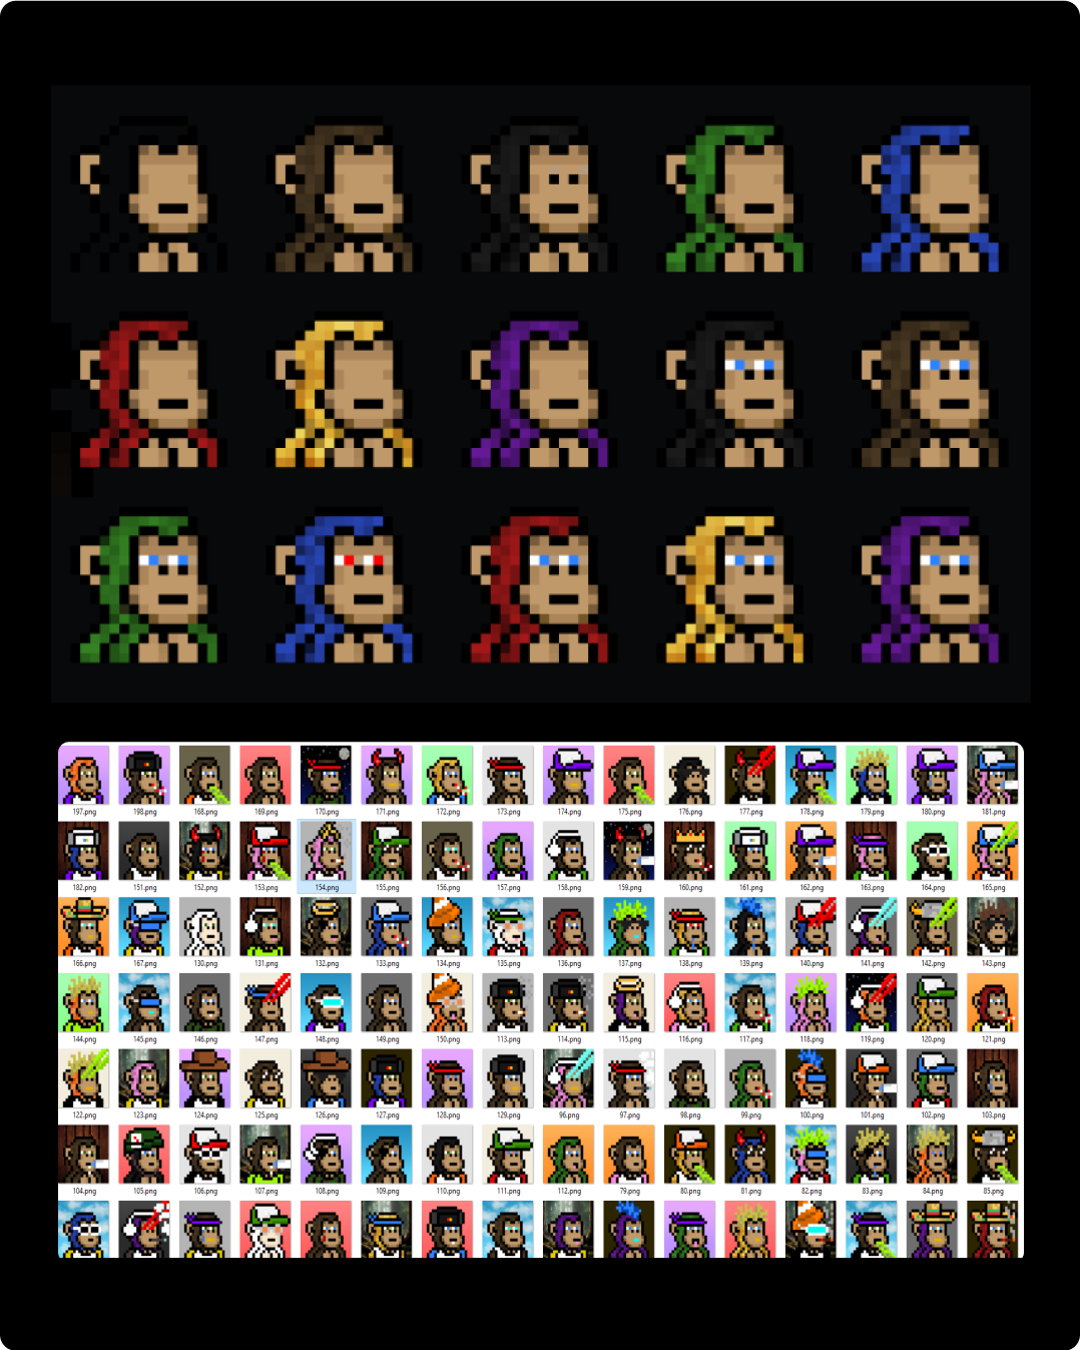 197.png 198.png 168.png 169.png 170.png 171.png 172.png 173.png 174.png 175.png 176.png 177.png 178.png 179.png 180.png 181.png
182.png 151.png 152.png 153.png 154.png 155.png 156.png 157.png 158.png 159.png 160.png 161.png 162.png 163.png 164.png 165.png
166.png 167.png 130.png 131.png 132.png 133.png 134.png 135.png 136.png 137.png 138.png 139.png 140.png 141.png 142.png 143.png
144.png 145.png 146.png 147.png 148.png 149.png 150.png 113.png 114.png 115.png 116.png 117.png 118.png 119.png 120.png 121.png
122.png 123.png 124.png 125.png 126.png 127.png 128.png 129.png 96.png 97.png 98.png 99.png 100.png 101.png 102.png 103.png
104.png 105.png 106.png 107.png 108.png 109.png 110.png 111.png 112.png 79.png 80.png 81.png 82.png 83.png 84.png 85.png